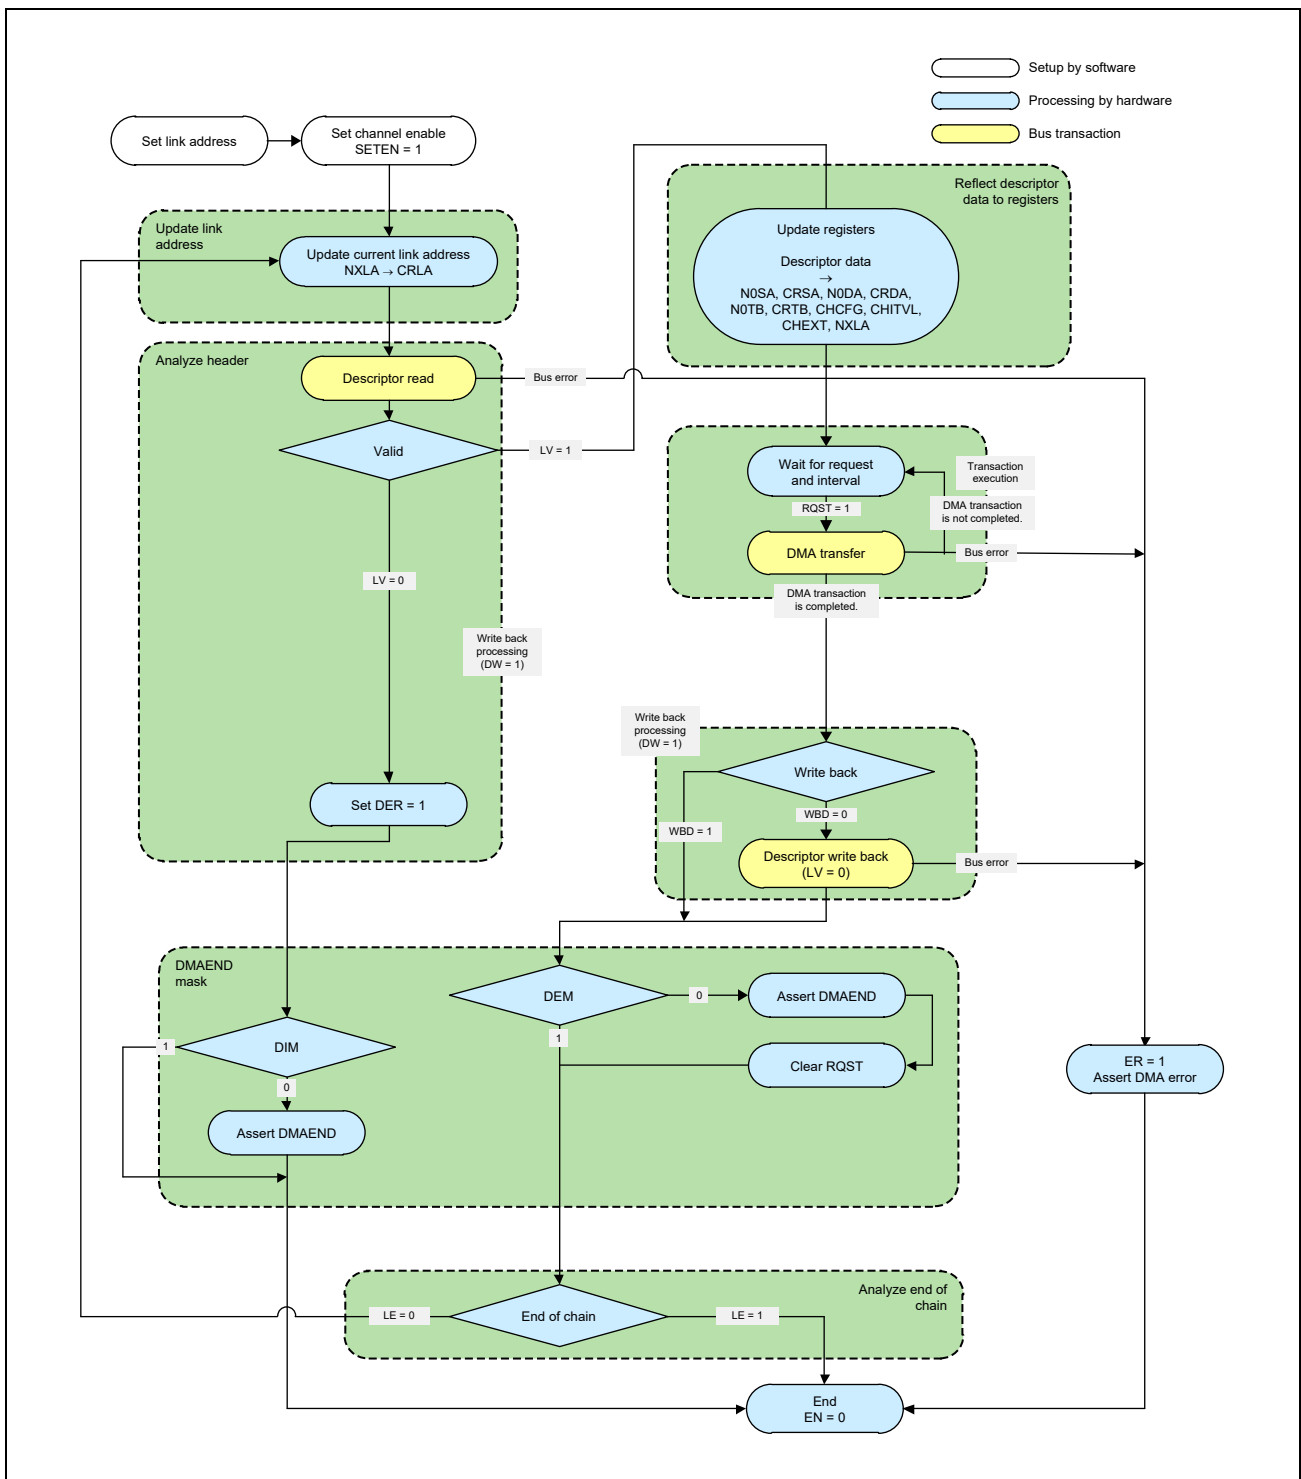 Setup by software
Processing by hardware
Bus transaction
Set link address
Set channel enable
SETEN = 1
Reflect descriptor
data to registers
Update link
address
Update current link address
NXLA → CRLA
Update registers
Descriptor data
→
N0SA, CRSA, N0DA, CRDA,
N0TB, CRTB, CHCFG, CHITVL,
CHEXT, NXLA
Analyze header
Descriptor read
Bus error
Valid
LV = 1
Wait for request
and interval
Transaction
execution
RQST = 1
DMA transaction
is not completed.
DMA transfer
Bus error
LV = 0
DMA transaction
is completed.
Write back
processing
(DW = 1)
Write back
processing
(DW = 1)
Write back
Set DER = 1
WBD = 0
WBD = 1
Descriptor write back
(LV = 0)
Bus error
DMAEND
mask
DEM
0
Assert DMAEND
1
DIM
1
Clear RQST
ER = 1
Assert DMA error
0
Assert DMAEND
Analyze end of
chain
LE = 0
End of chain
LE = 1
End
EN = 0